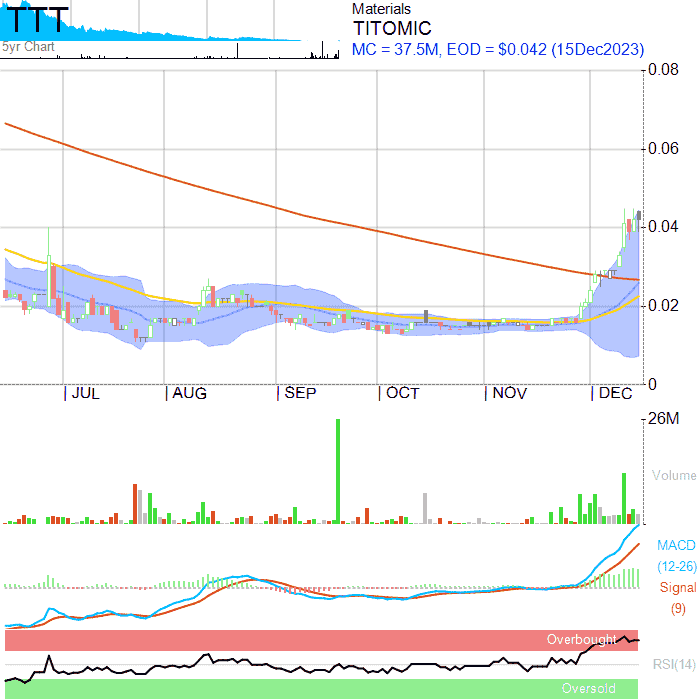 TTT
5yr Chart
Materials
TITOMIC
MC = 37.5M, EOD = $0.042 (15Dec2023)
0.08
0.06
0.04
0.02
0
JUL AUG SEP OCT NOV DEC
26M
Volume
MACD
(12-26)
Signal
(9)
Overbought
RSI(14)
Oversold